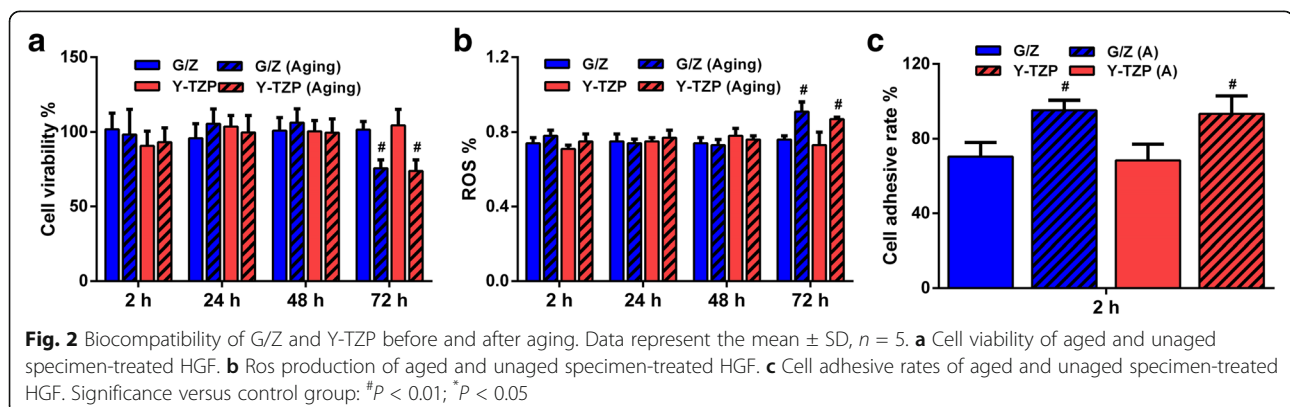 a
150
100
50
0
Cell virability %
G/Z
G/Z (Aging)
Y-TZP
Y-TZP (Aging)
#
#
2 h
24 h
48 h
72 h
b
1.2
0.8
0.4
0.0
ROS %
G/Z
G/Z (Aging)
Y-TZP
Y-TZP (Aging)
#
#
2 h
24 h
48 h
72 h
c
120
80
40
0
Cell adhesive rate %
G/Z
G/Z (A)
Y-TZP
Y-TZP (A)
#
#
2 h
Fig. 2 Biocompatibility of G/Z and Y-TZP before and after aging. Data represent the mean ± SD, n = 5. a Cell viability of aged and unaged
specimen-treated HGF. b Ros production of aged and unaged specimen-treated HGF. c Cell adhesive rates of aged and unaged specimen-treated
HGF. Significance versus control group: #P < 0.01; *P < 0.05